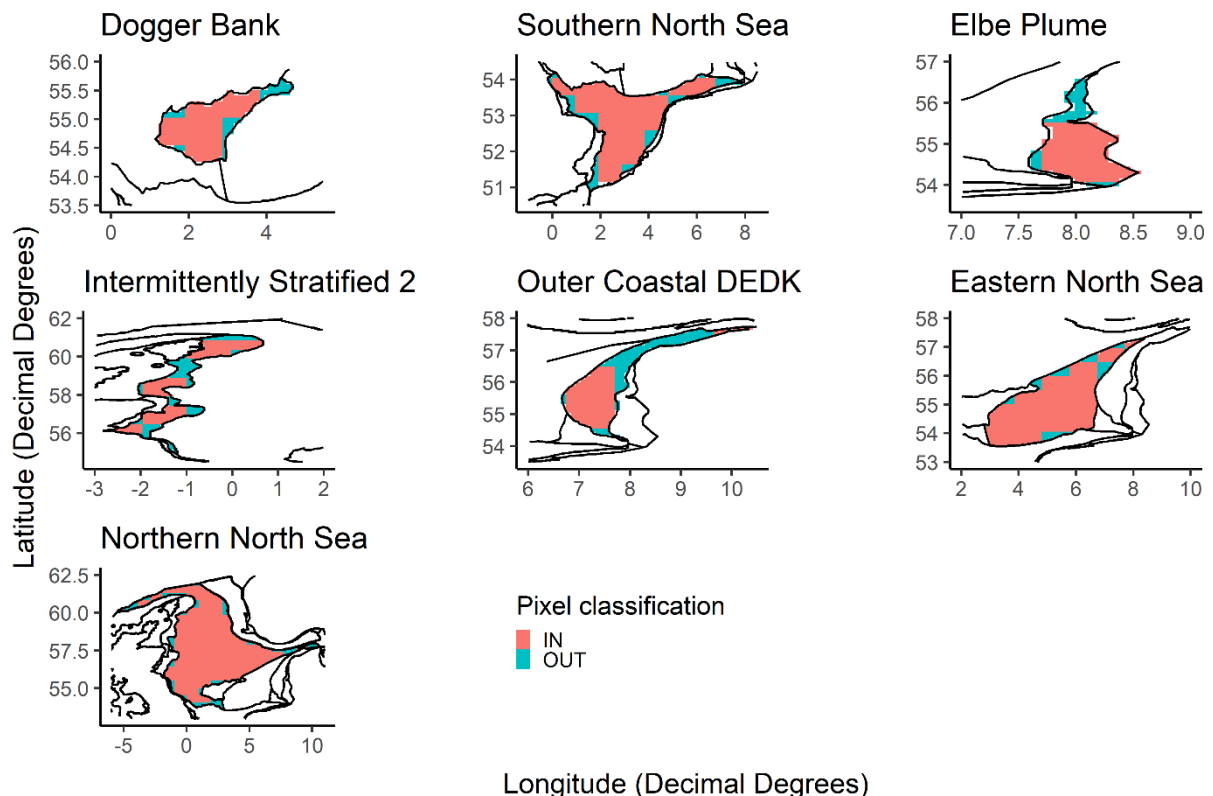 Dogger Bank
56.0
55.5
55.0
54.5
54.0
53.5
0 2 4
Southern North Sea
54
53
52
51
0 2 4 6 8
Elbe Plume
57
56
55
54
7.0 7.5 8.0 8.5 9.0
Intermittently Stratified 2
62
60
58
56
-3 -2 -1 0 1 2
Outer Coastal DEDK
58
57
56
55
54
6 7 8 9 10
Eastern North Sea
58
57
56
55
54
53
2 4 6 8 10
Northern North Sea
62.5
60.0
57.5
55.0
-5 0 5 10
Latitude (Decimal Degrees)
Pixel classification
IN
OUT
Longitude (Decimal Degrees)